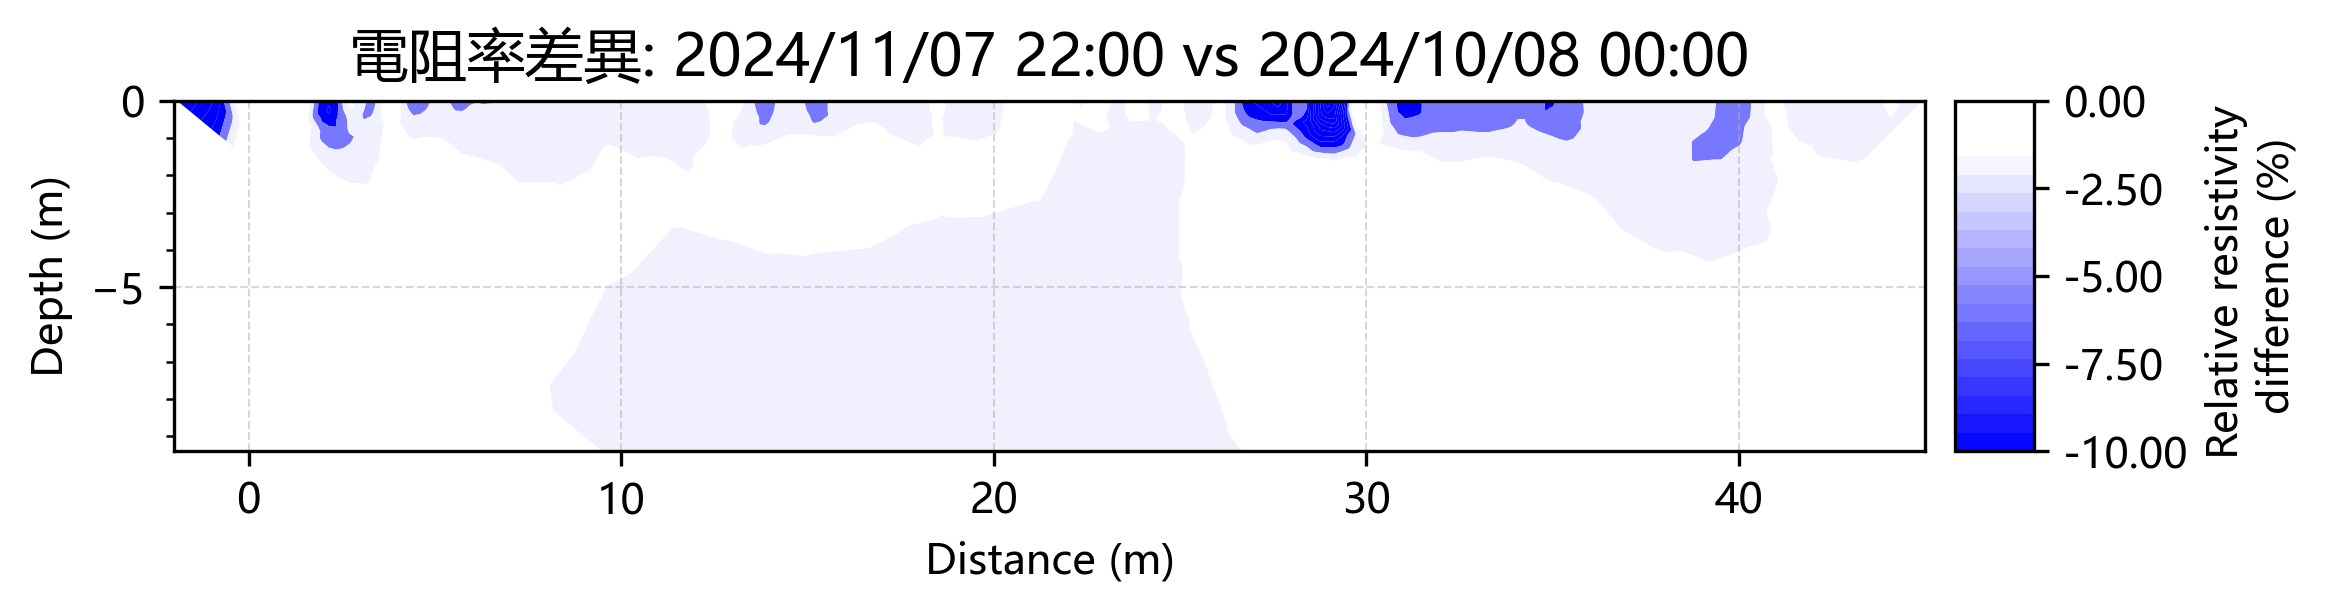 電阻率差異: 2024/11/07 22:00 vs 2024/10/08 00:00
0
−5
Depth (m)
0
10
20
30
40
Distance (m)
0.00
-2.50
-5.00
-7.50
-10.00
Relative resistivity
difference (%)